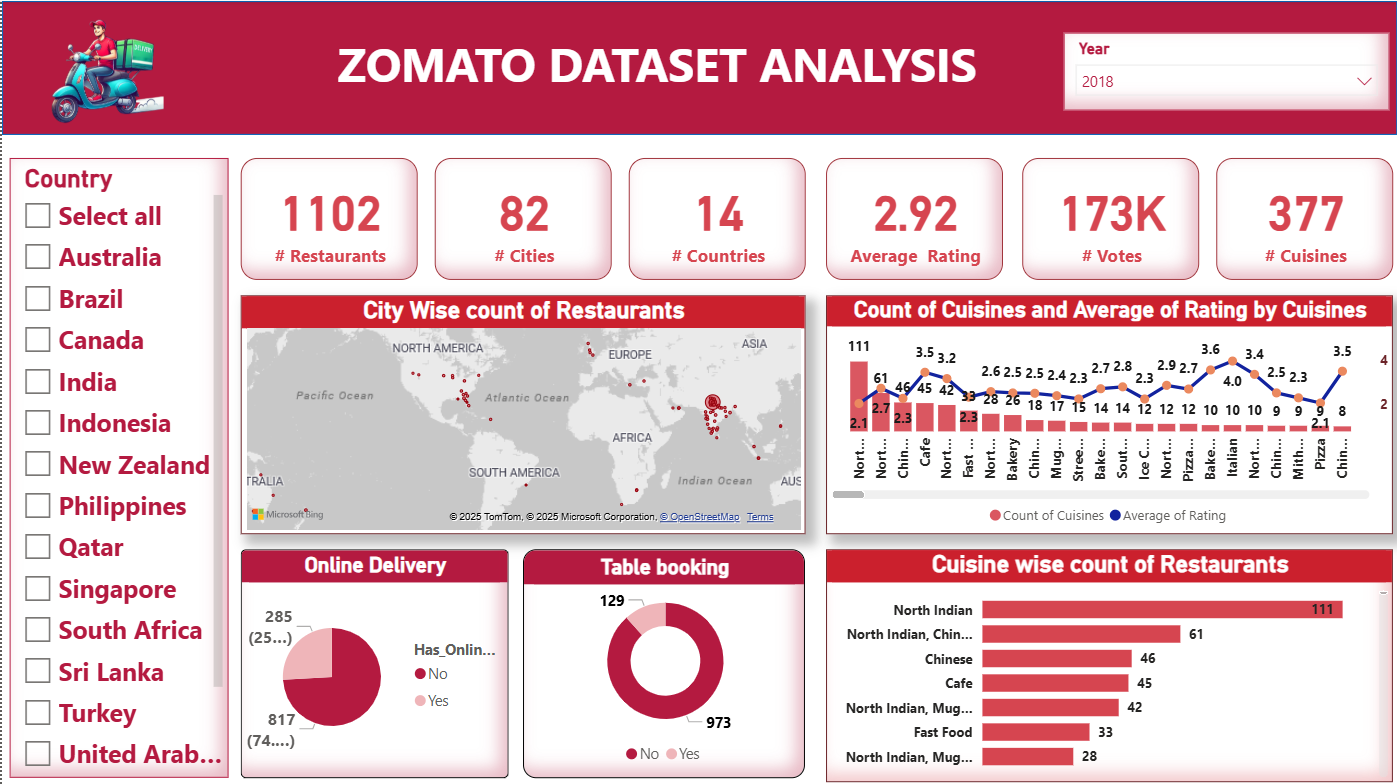 DELIVERY
ZOMATO DATASET ANALYSIS
Year
2018
Country
Select all
Australia
Brazil
Canada
India
Indonesia
New Zealand
Philippines
Qatar
Singapore
South Africa
Sri Lanka
Turkey
United Arab...
1102
# Restaurants
82
# Cities
14
# Countries
2.92
Average Rating
173K
# Votes
377
# Cuisines
City Wise count of Restaurants
NORTH AMERICA
EUROPE
ASIA
Pacific Ocean
Atlantic Ocean
AFRICA
SOUTH AMERICA
Indian Ocean
TRALIA
AUS
Microsoft Bing
© 2025 TomTom, © 2025 Microsoft Corporation, © OpenStreetMap Terms
Count of Cuisines and Average of Rating by Cuisines
111 61 46 45 42 33 28 26 18 17 15 14 14 12 12 12 10 10 10 9 9 9 8
2.1 2.7 2.3 3.5 3.2 2.3 2.6 2.5 2.5 2.4 2.3 2.7 2.8 2.3 2.9 2.7 3.6 4.0 3.4 2.5 2.3 2.1 3.5
4
2
Nort...
Nort...
Chin...
Cafe
Nort...
Fast ...
Nort...
Bakery
Chin...
Mug...
Stree...
Bake...
Sout...
Ice C...
Nort...
Pizza...
Bake...
Italian
Nort...
Chin...
Mith...
Pizza
Chin...
Count of Cuisines Average of Rating
Online Delivery
285
(25...)
817
(74....)
Has_Onlin...
No
Yes
Table booking
129
973
No Yes
Cuisine wise count of Restaurants
North Indian 111
North Indian, Chin... 61
Chinese 46
Cafe 45
North Indian, Mug... 42
Fast Food 33
North Indian, Mug... 28